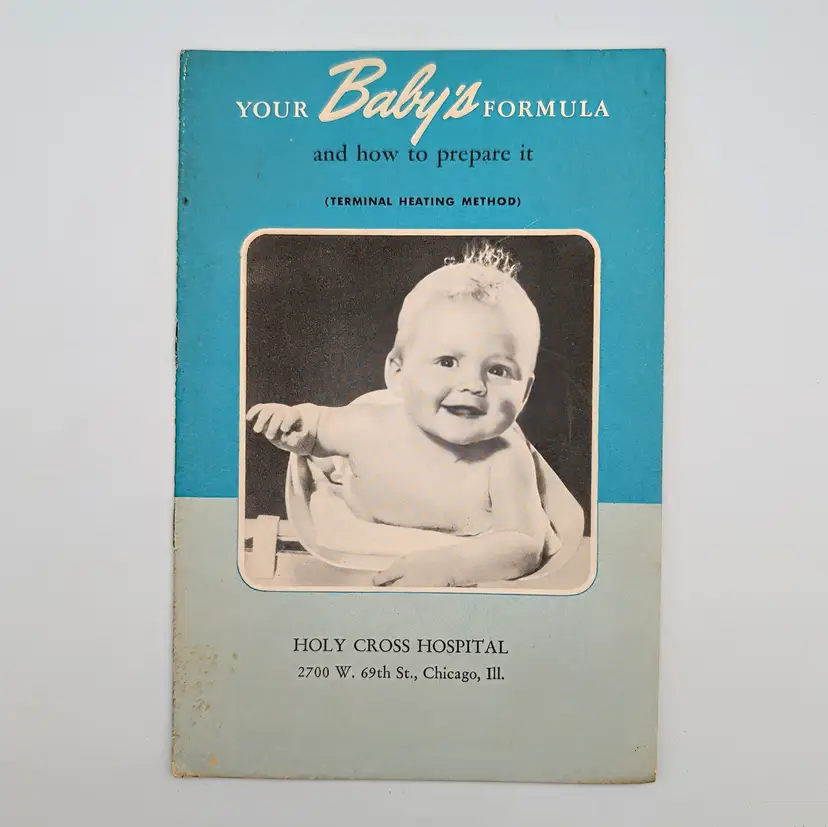 YOUR Baby's FORMULA
and how to prepare it
(TERMINAL HEATING METHOD)
HOLY CROSS HOSPITAL
2700 W. 69th St., Chicago, Ill.